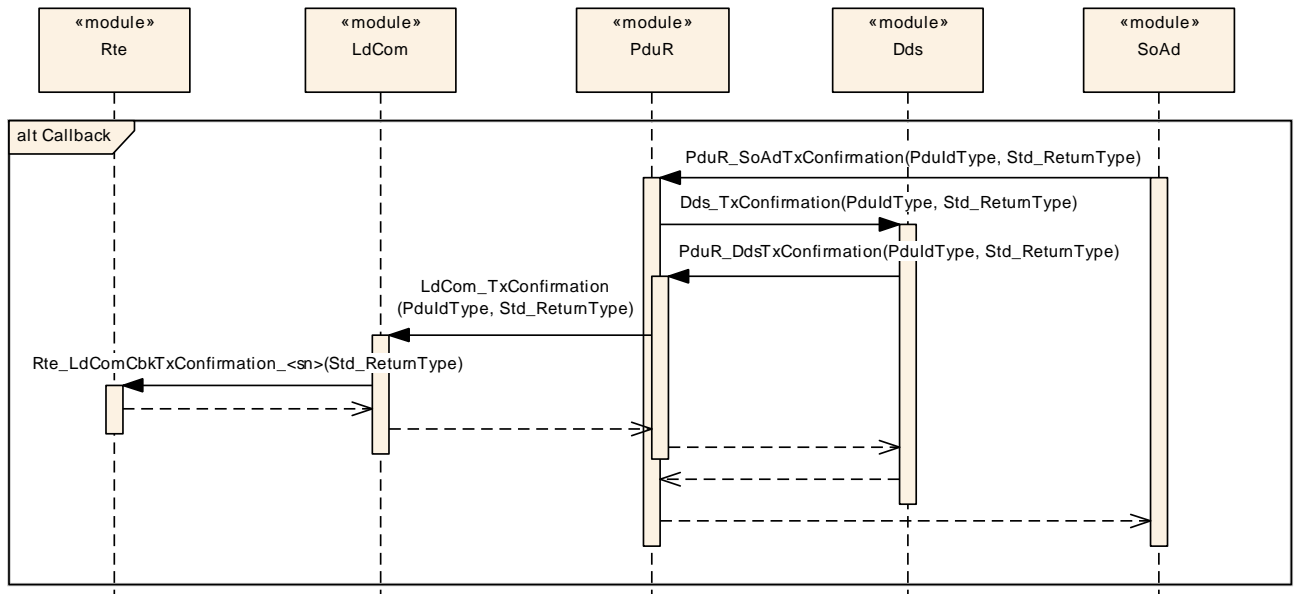 «module»
Rte
«module»
LdCom
«module»
PduR
«module»
Dds
«module»
SoAd
alt Callback
PduR_SoAdTxConfirmation(PduIdType, Std_ReturnType)
Dds_TxConfirmation(PduIdType, Std_ReturnType)
PduR_DdsTxConfirmation(PduIdType, Std_ReturnType)
LdCom_TxConfirmation
(PduIdType, Std_ReturnType)
Rte_LdComCbkTxConfirmation_<sn>(Std_ReturnType)